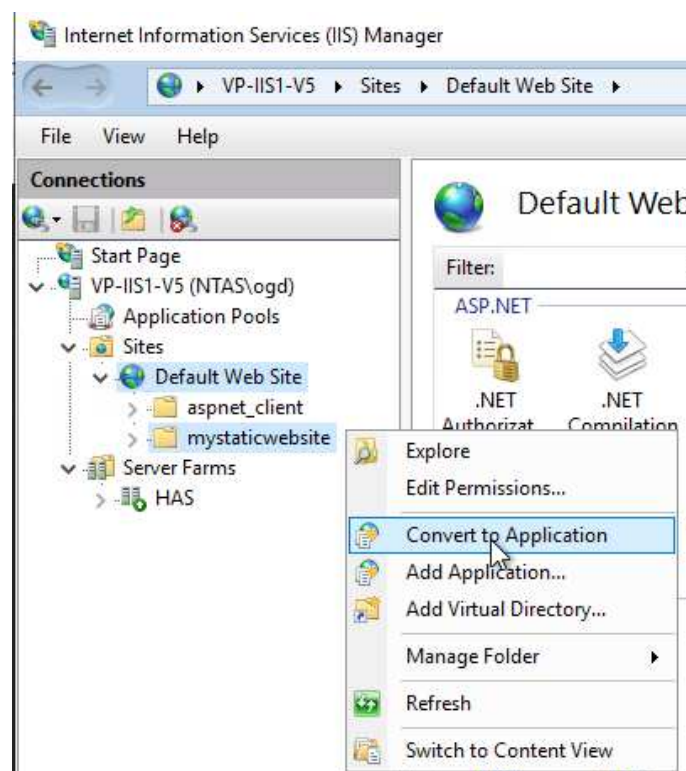 Internet Information Services (IIS) Manager
VP-IIS1-V5 Sites Default Web Site
File View Help
Connections
Start Page
VP-IIS1-V5 (NTAS\ogd)
Application Pools
Sites
Default Web Site
aspnet_client
mystaticwebsite
Server Farms
HAS
Default Web
Filter:
ASP.NET
.NET
Authorizat
.NET
Compilation
Explore
Edit Permissions...
Convert to Application
Add Application...
Add Virtual Directory...
Manage Folder
Refresh
Switch to Content View